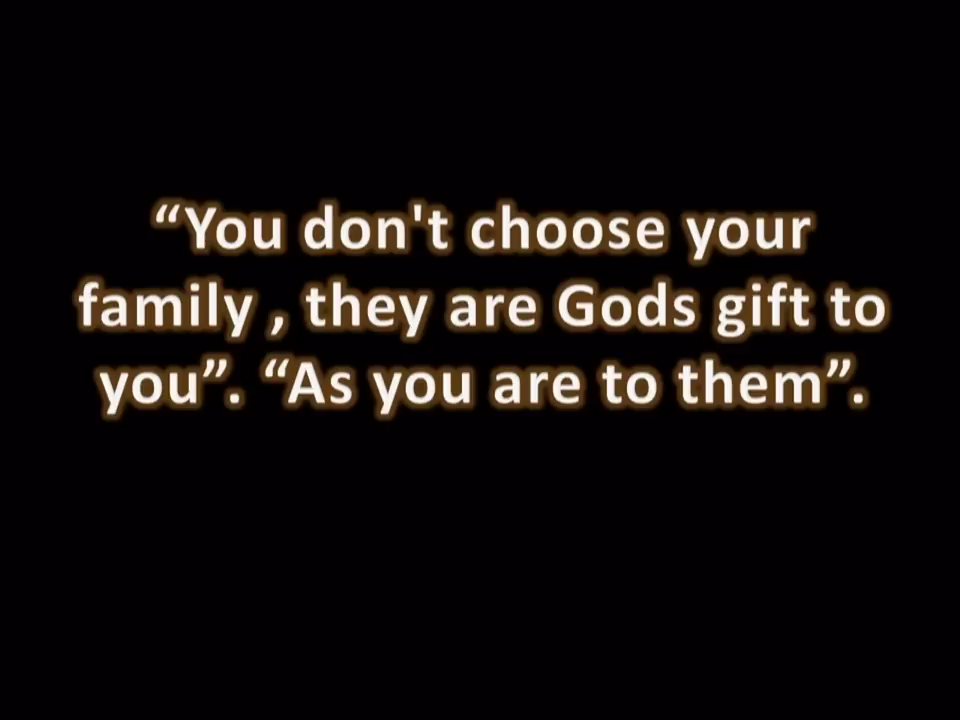 “You don't choose your
family , they are Gods gift to
you”. “As you are to them”.